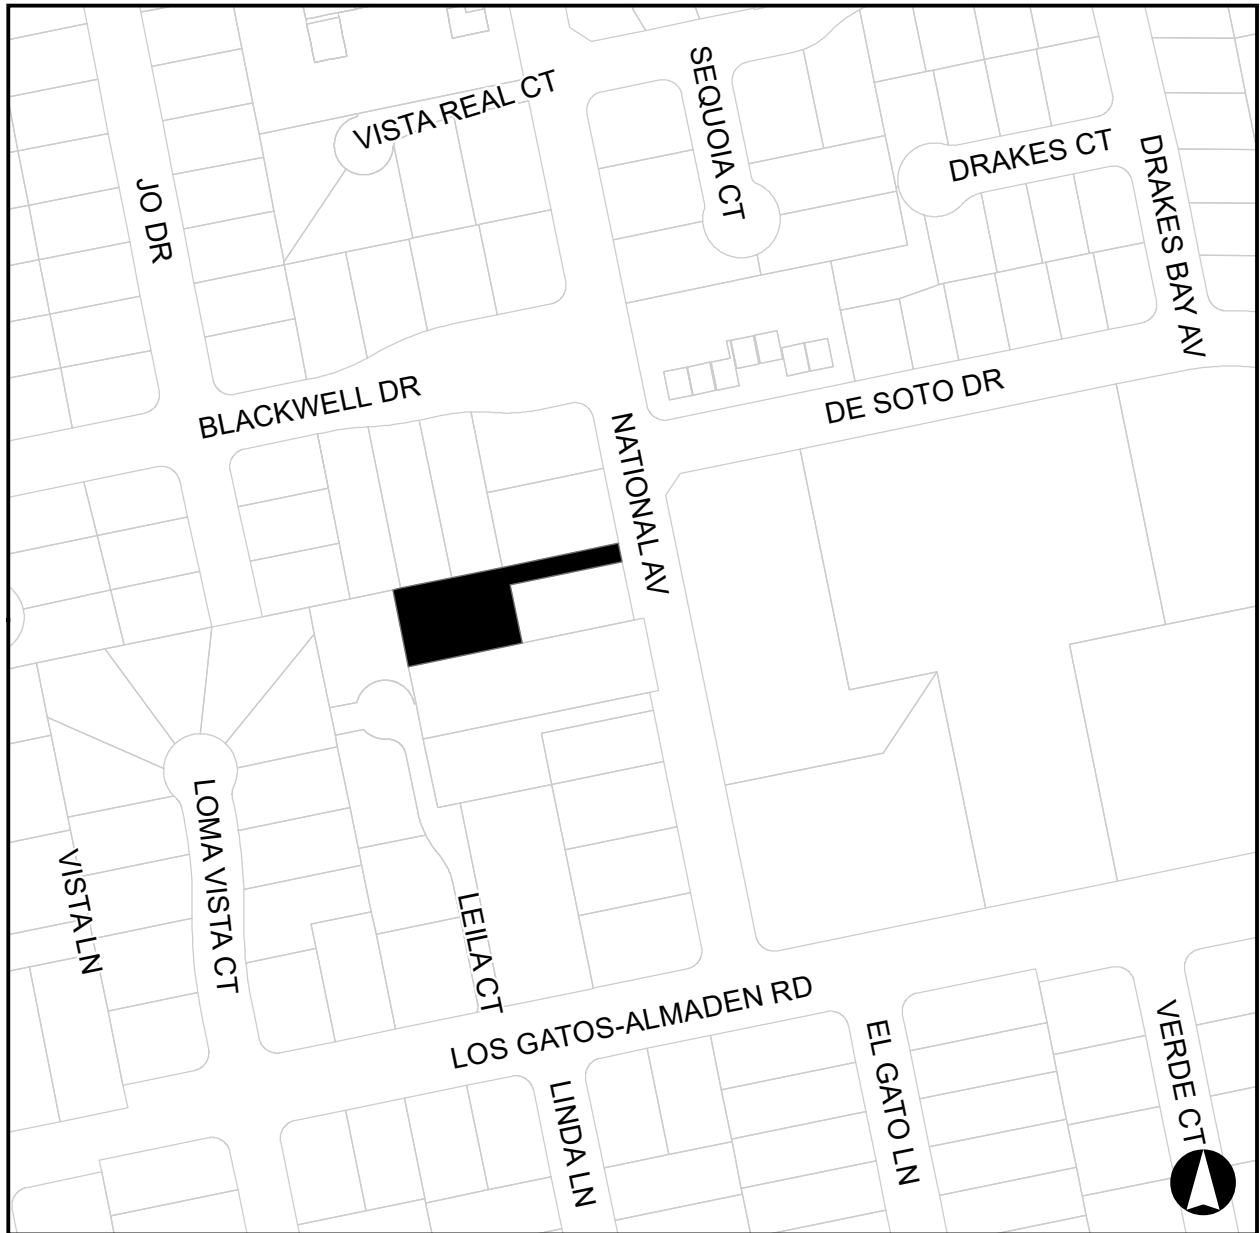 VISTA REAL CT
SEQUOIA CT
DRAKES CT
DRAKES BAY AV
JO DR
BLACKWELL DR
DE SOTO DR
NATIONAL AV
LOMA VISTA CT
VISTA LN
LEILA CT
LOS GATOS-ALMADEN RD
LINDA LN
EL GATO LN
VERDE CT